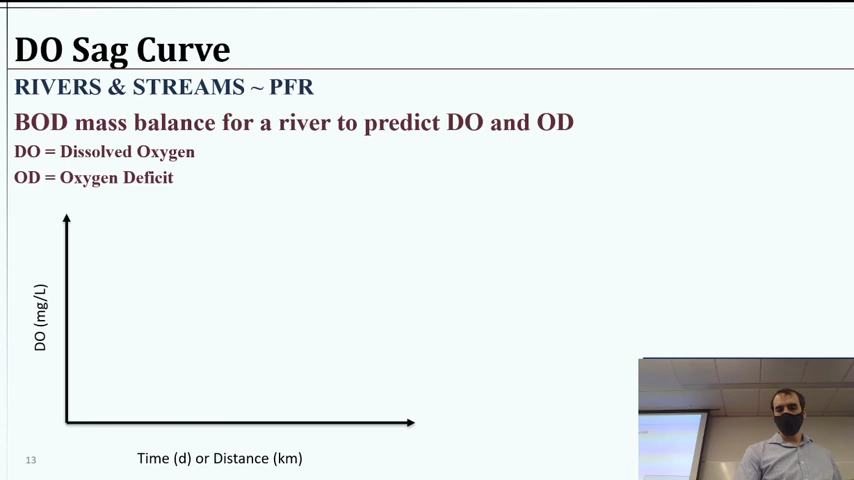 DO Sag Curve
RIVERS & STREAMS ~ PFR
BOD mass balance for a river to predict DO and OD
DO = Dissolved Oxygen
OD = Oxygen Deficit
DO (mg/L)
Time (d) or Distance (km)
13